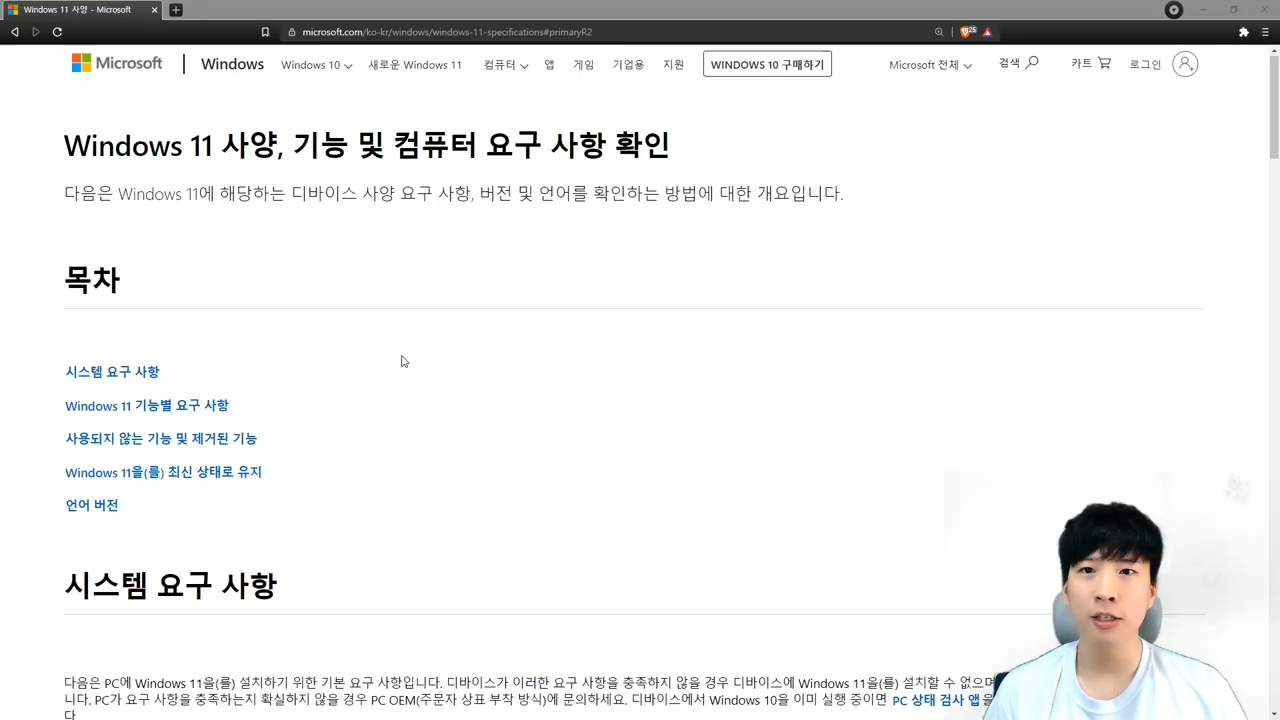 Windows 11 사양 - Microsoft
microsoft.com/ko-kr/windows/windows-11-specifications#primaryR2
25
Microsoft
Windows
Windows 10
새로운 Windows 11
컴퓨터
앱
게임
기업용
지원
WINDOWS 10 구매하기
Microsoft 전체
검색
카트
로그인
Windows 11 사양, 기능 및 컴퓨터 요구 사항 확인
다음은 Windows 11에 해당하는 디바이스 사양 요구 사항, 버전 및 언어를 확인하는 방법에 대한 개요입니다.
목차
시스템 요구 사항
Windows 11 기능별 요구 사항
사용되지 않는 기능 및 제거된 기능
Windows 11을(를) 최신 상태로 유지
언어 버전
시스템 요구 사항
다음은 PC에 Windows 11을(를) 설치하기 위한 기본 요구 사항입니다. 디바이스가 이러한 요구 사항을 충족하지 않을 경우 디바이스에 Windows 11을(를) 설치할 수 없으며
니다. PC가 요구 사항을 충족하는지 확실하지 않을 경우 PC OEM(주문자 상표 부착 방식)에 문의하세요. 디바이스에서 Windows 10을 이미 실행 중이면 PC 상태 검사 앱을
다